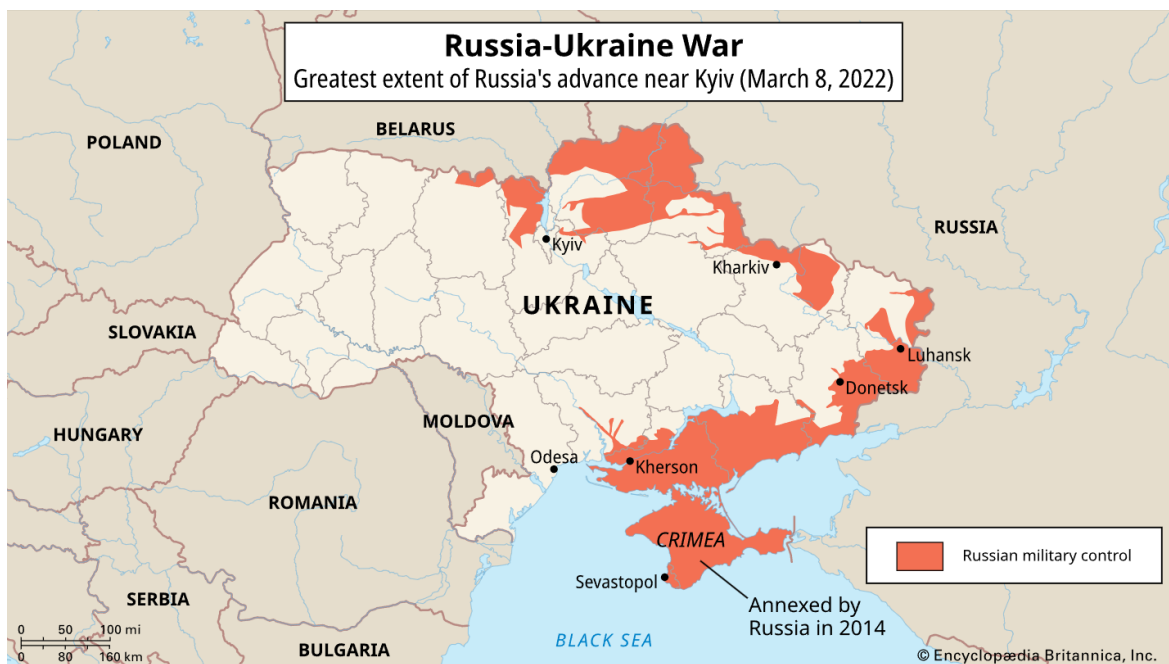 Russia-Ukraine War
Greatest extent of Russia's advance near Kyiv (March 8, 2022)
BELARUS
POLAND
RUSSIA
Kyiv
Kharkiv
UKRAINE
SLOVAKIA
Luhansk
Donetsk
MOLDOVA
HUNGARY
Odesa
Kherson
ROMANIA
CRIMEA
Russian military control
Sevastopol
SERBIA
Annexed by
Russia in 2014
0 50 100 mi
0 80 160 km
BLACK SEA
BULGARIA
© Encyclopædia Britannica, Inc.